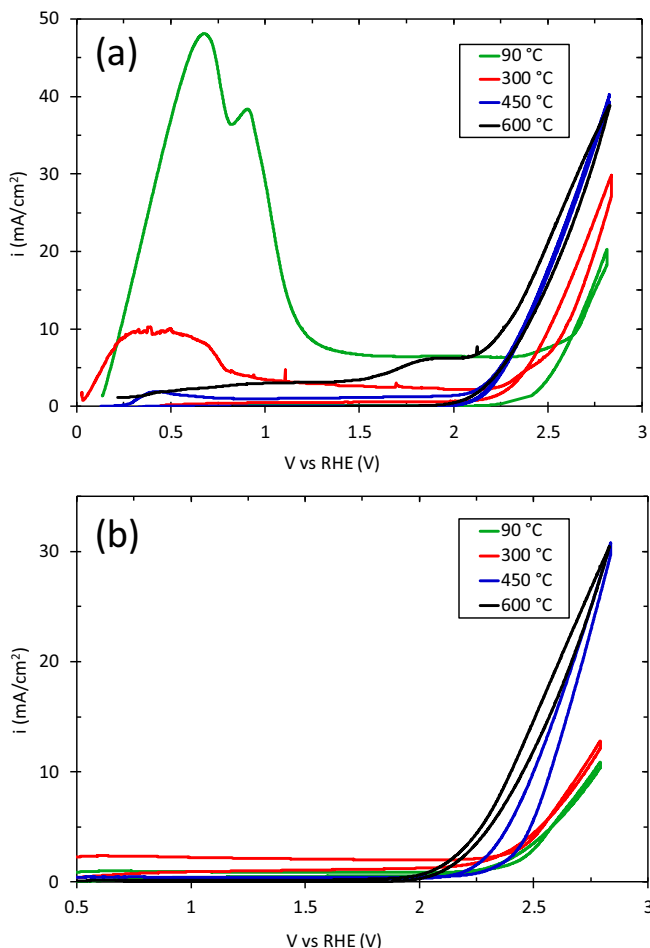 (a)
50
40
30
20
10
0
i (mA/cm²)
90 °C
300 °C
450 °C
600 °C
0 0.5 1 1.5 2 2.5 3
V vs RHE (V)
(b)
30
20
10
0
i (mA/cm²)
90 °C
300 °C
450 °C
600 °C
0.5 1 1.5 2 2.5 3
V vs RHE (V)